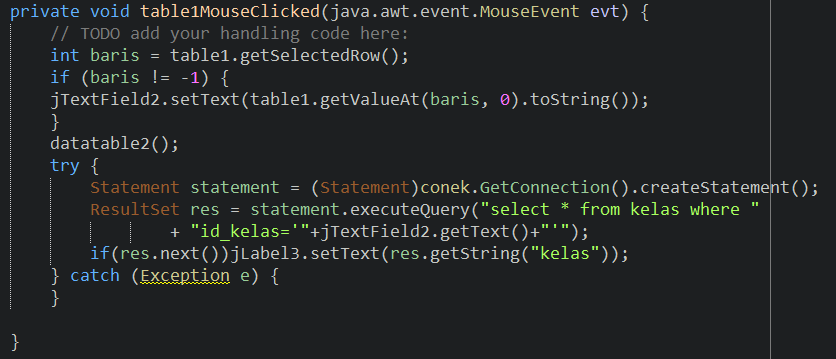 private void table1MouseClicked(java.awt.event.MouseEvent evt) {
    // TODO add your handling code here:
    int baris = table1.getSelectedRow();
    if (baris != -1) {
    jTextField2.setText(table1.getValueAt(baris, 0).toString());
    }
    datatable2();
    try {
        Statement statement = (Statement)conek.GetConnection().createStatement();
        ResultSet res = statement.executeQuery("select * from kelas where "
                + "id_kelas='"+jTextField2.getText()+"'");
        if(res.next())jLabel3.setText(res.getString("kelas"));
    } catch (Exception e) {
    }
}